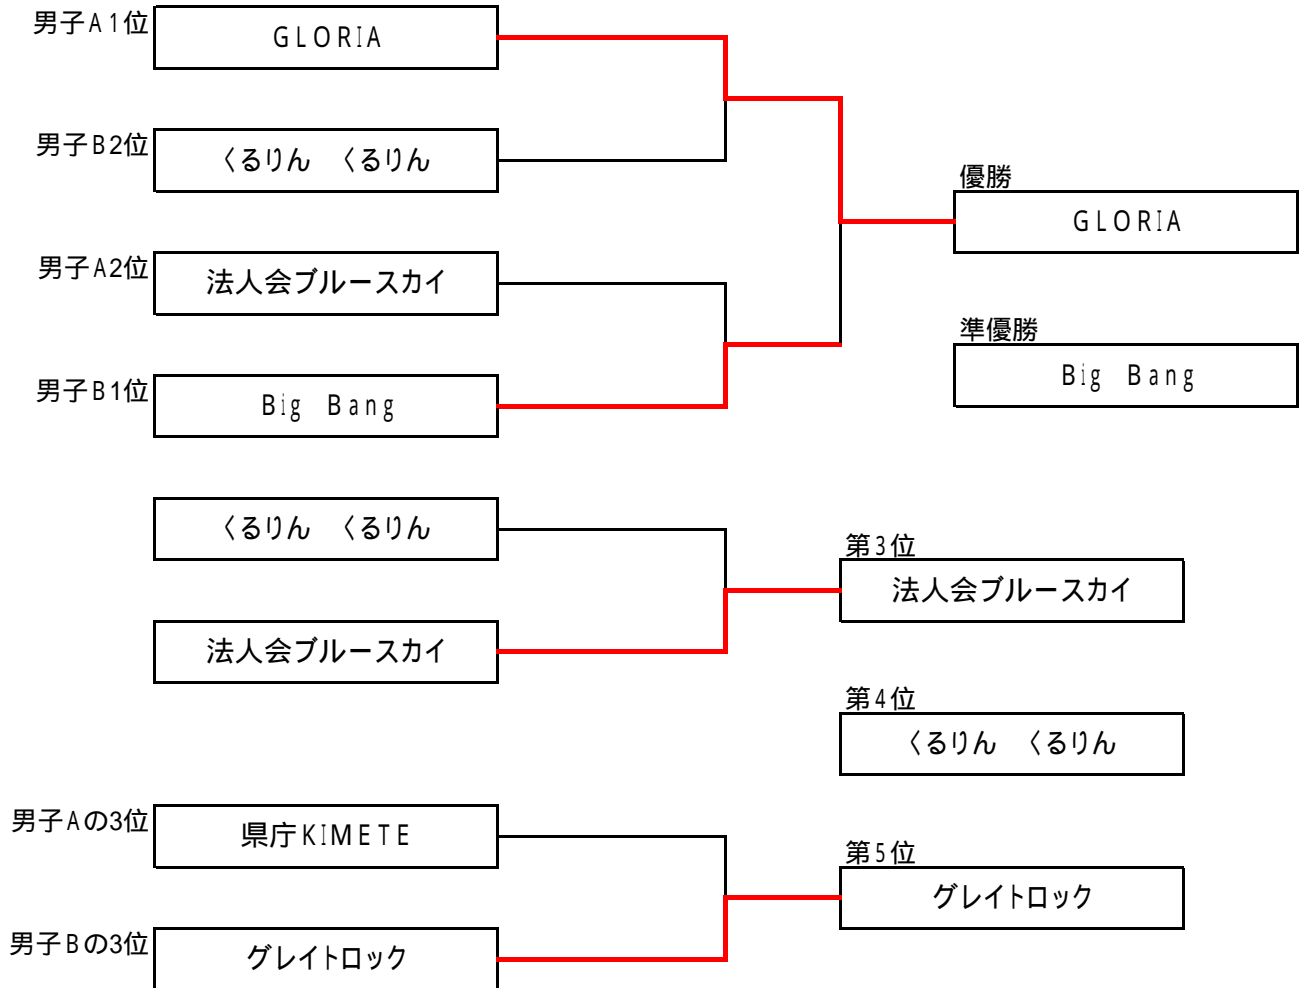 男子A1位
GLORIA
男子B2位
くるりん　くるりん
優勝
GLORIA
男子A2位
法人会ブルースカイ
準優勝
Big　Bang
男子B1位
Big　Bang
くるりん　くるりん
第3位
法人会ブルースカイ
法人会ブルースカイ
第4位
くるりん　くるりん
男子Aの3位
県庁KIMETE
第5位
グレイトロック
男子Bの3位
グレイトロック